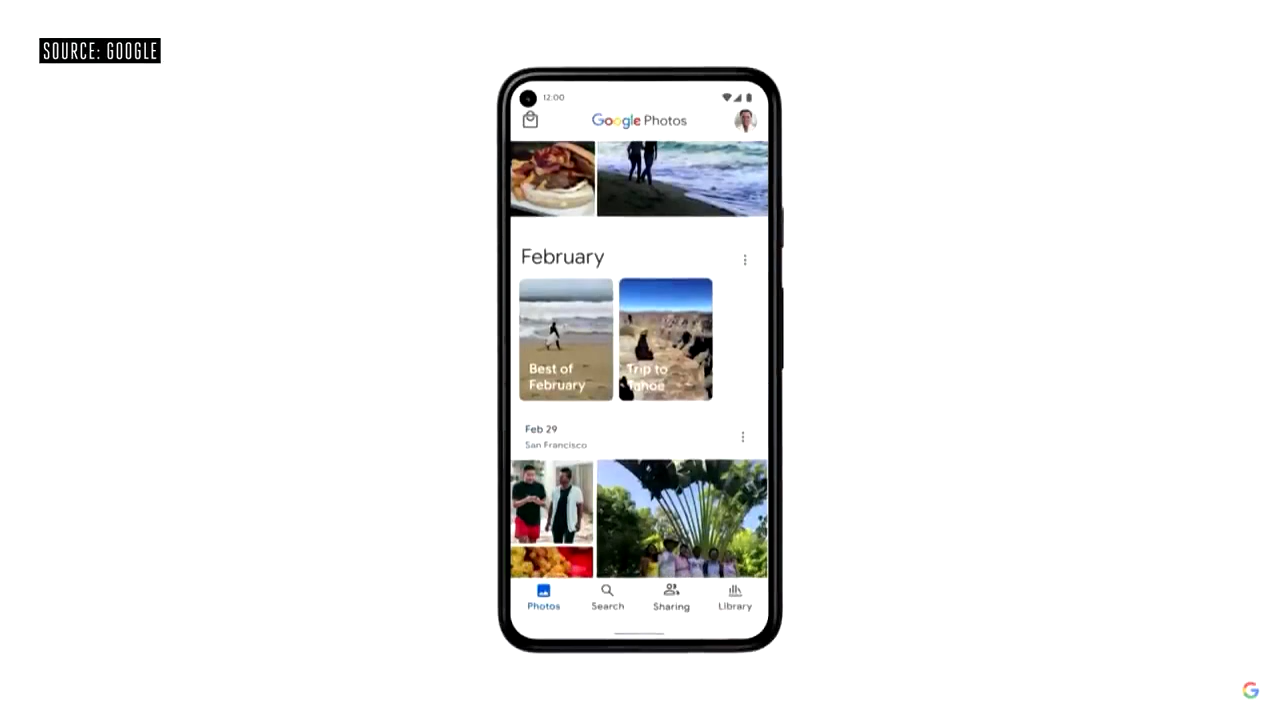 SOURCE: GOOGLE
12:00
Google Photos
February
Best of
February
Trip to
Tahoe
Feb 29
San Francisco
Photos
Search
Sharing
Library
G